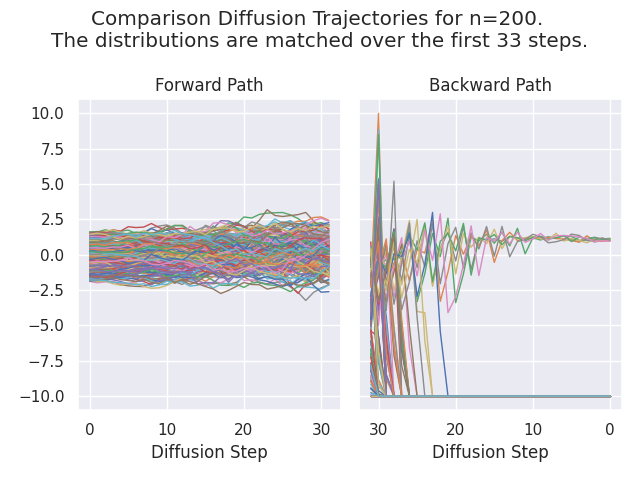 Comparison Diffusion Trajectories for n=200.
The distributions are matched over the first 33 steps.
Forward Path
Backward Path
10.0
7.5
5.0
2.5
0.0
−2.5
−5.0
−7.5
−10.0
0 10 20 30
30 20 10 0
Diffusion Step
Diffusion Step